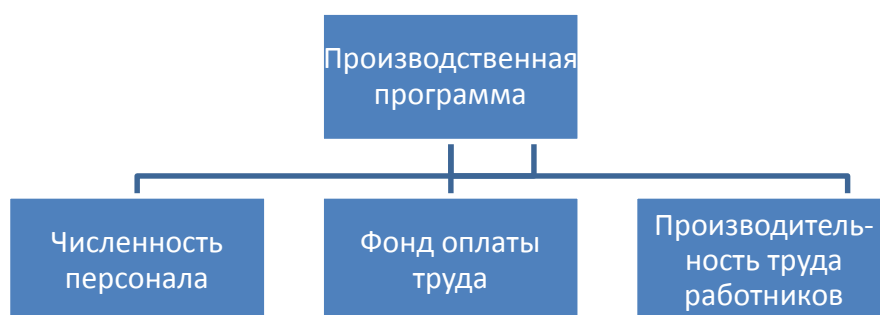 Производственная
программа
Численность
персонала
Фонд оплаты
труда
Производитель-
ность труда
работников